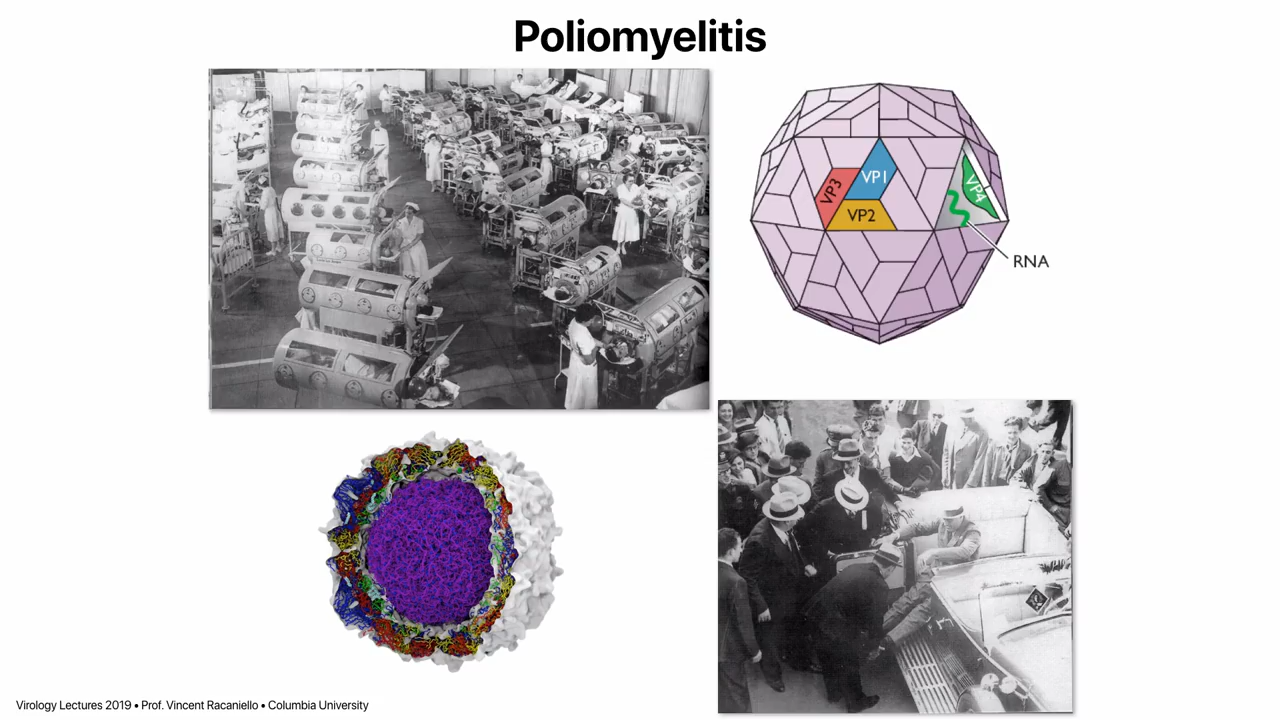 Poliomyelitis
VP1
VP3
VP2
VP4
RNA
Virology Lectures 2019 • Prof. Vincent Racaniello • Columbia University